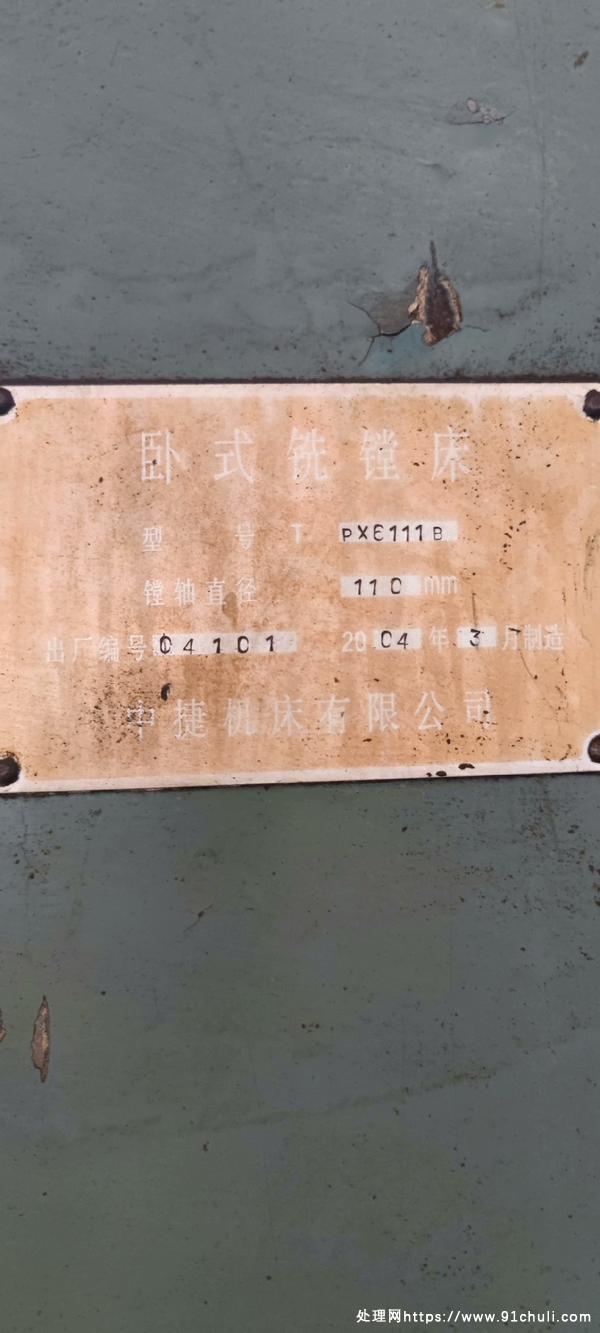 卧式铣镗床
型号 T PX6111B
镗轴直径 110 mm
出厂编号 04101 2004年3月制造
中捷机床有限公司
处理网https://www.91chuli.com